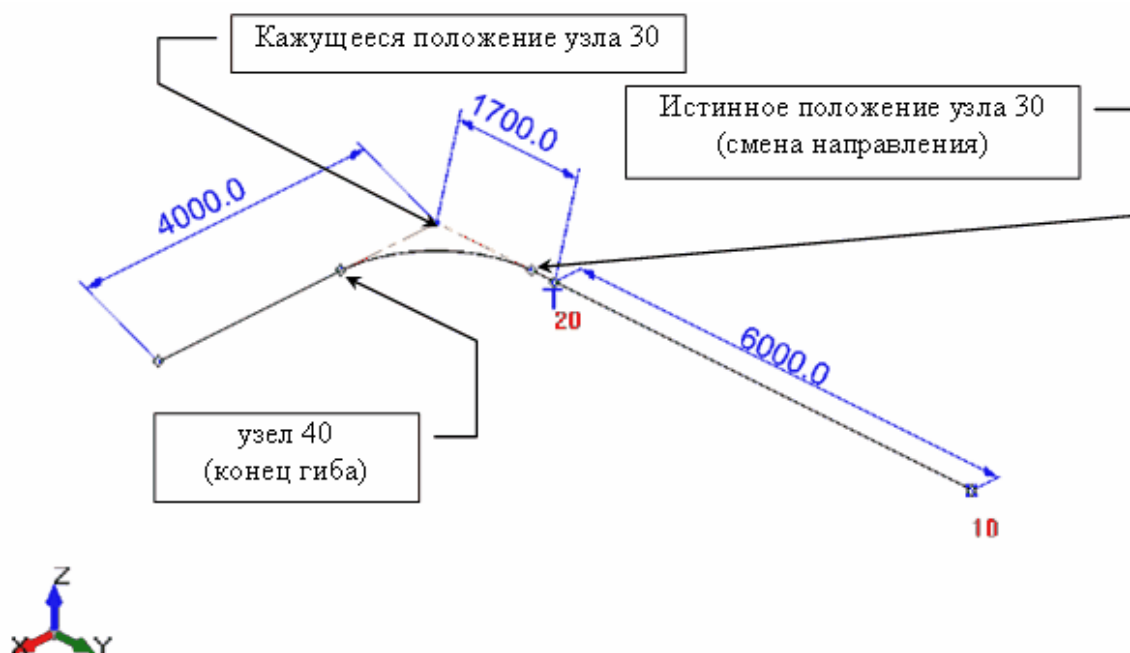 Кажущееся положение узла 30
1700.0
Истинное положение узла 30
(смена направления)
4000.0
20
6000.0
узел 40
(конец гиба)
10
Z
X
Y